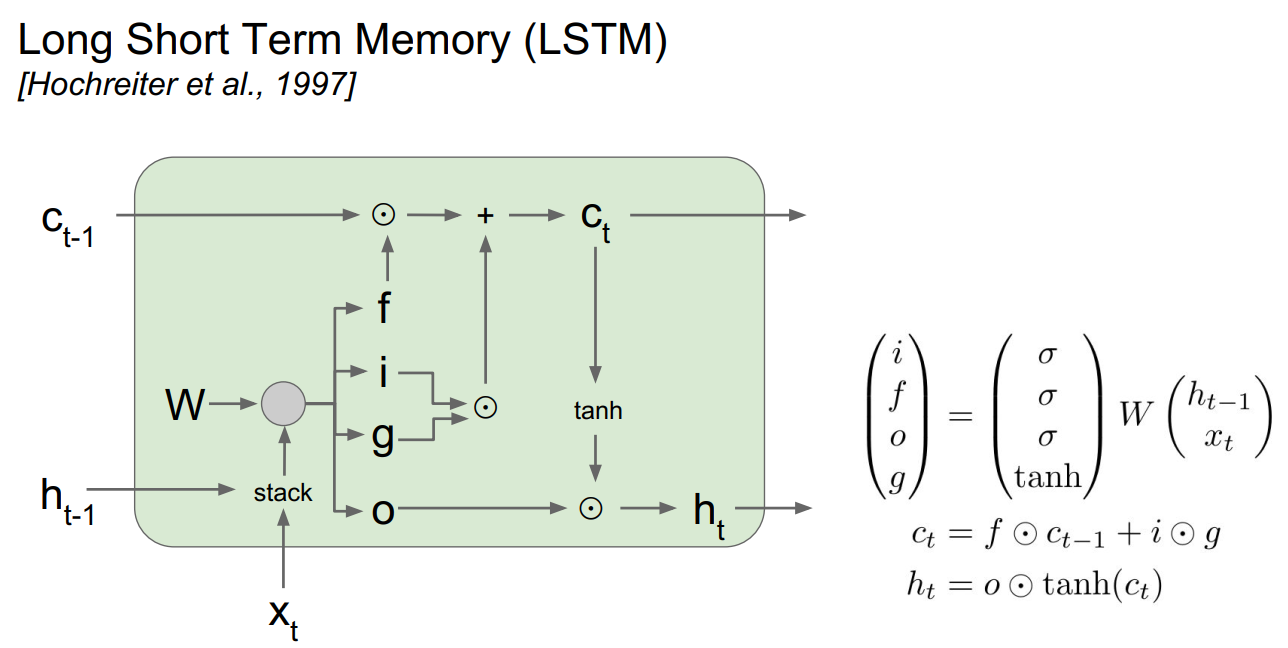 Long Short Term Memory (LSTM)
[Hochreiter et al., 1997]
c_{t-1} ⊙ + c_t
f
i
W ⊙ tanh
g
h_{t-1} stack o ⊙ h_t
x_t
(i f o g) = (σ σ σ tanh) W (h_{t-1} x_t)
c_t = f ⊙ c_{t-1} + i ⊙ g
h_t = o ⊙ tanh(c_t)